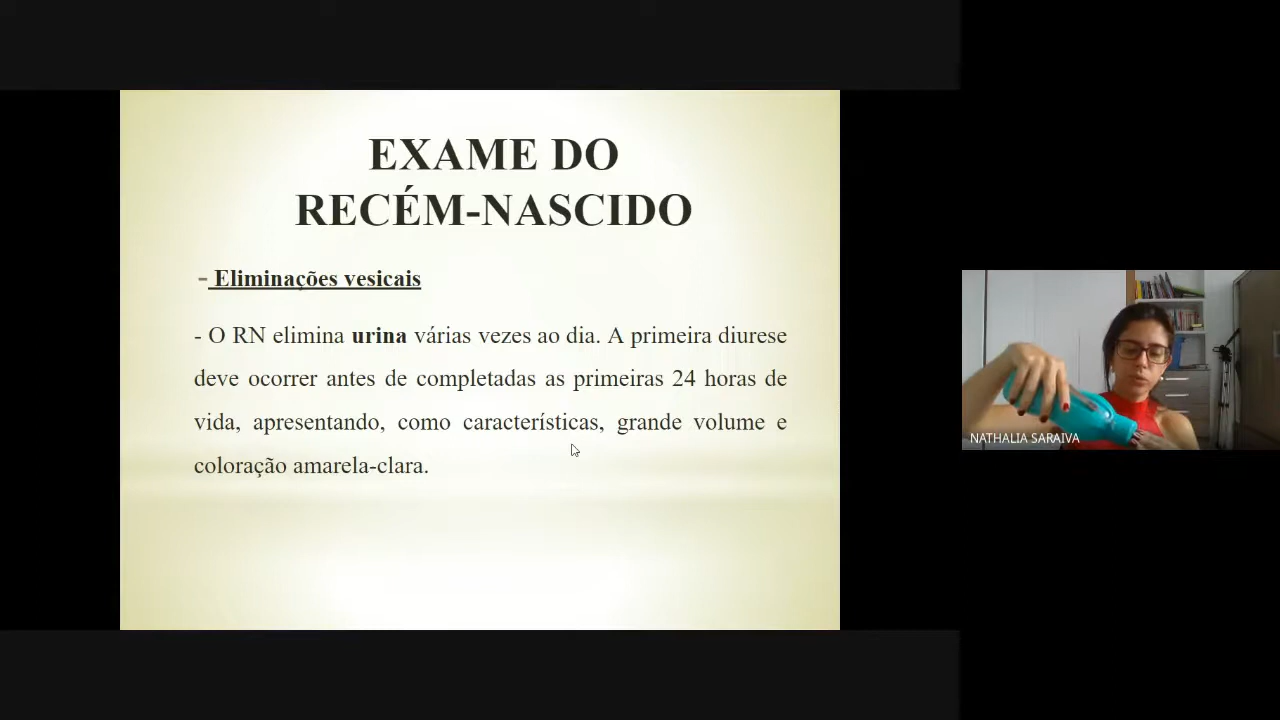 EXAME DO
RECÉM-NASCIDO
- Eliminações vesicais
- O RN elimina urina várias vezes ao dia. A primeira diurese
deve ocorrer antes de completadas as primeiras 24 horas de
vida, apresentando, como características, grande volume e
coloração amarela-clara.
NATHALIA SARAIVA